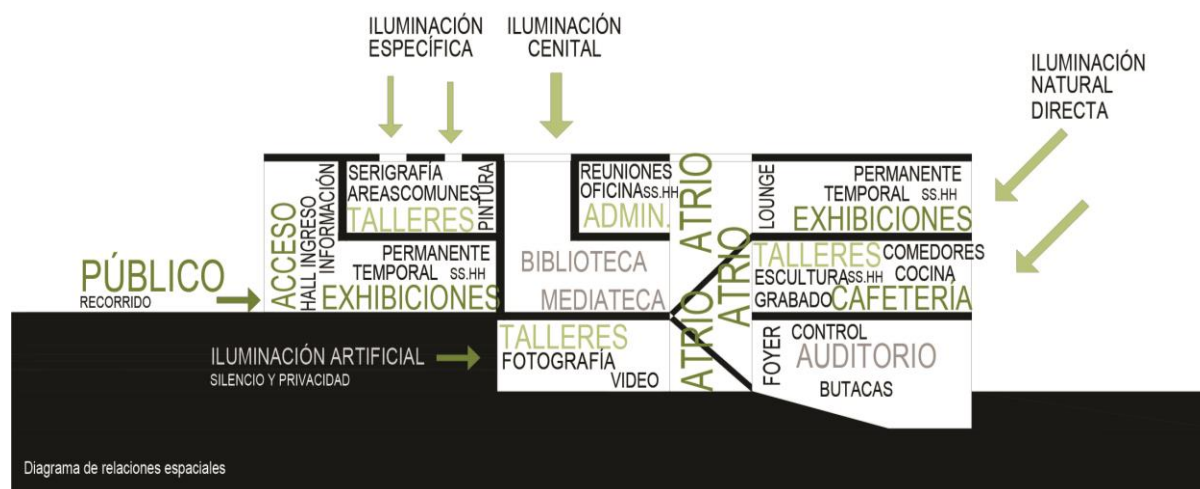 ILUMINACIÓN
ESPECÍFICA
ILUMINACIÓN
CENITAL
ILUMINACIÓN
NATURAL
DIRECTA
PÚBLICO
RECORRIDO
ACCESO
HALL INGRESO
INFORMACIÓN
SERIGRAFÍA
AREASCOMUNES
TALLERES
PINTURA
PERMANENTE
TEMPORAL SS.HH
EXHIBICIONES
BIBLIOTECA
MEDIATECA
REUNIONES
OFICINA SS.HH
ADMIN.
ATRIO
ATRIO
ATRIO
ATRIO
LOUNGE
PERMANENTE
TEMPORAL SS.HH
EXHIBICIONES
TALLERES COMEDORES
ESCULTURA SS.HH COCINA
GRABADO CAFETERÍA
ILUMINACIÓN ARTIFICIAL
SILENCIO Y PRIVACIDAD
TALLERES
FOTOGRAFÍA
VIDEO
FOYER
CONTROL
AUDITORIO
BUTACAS
Diagrama de relaciones espaciales